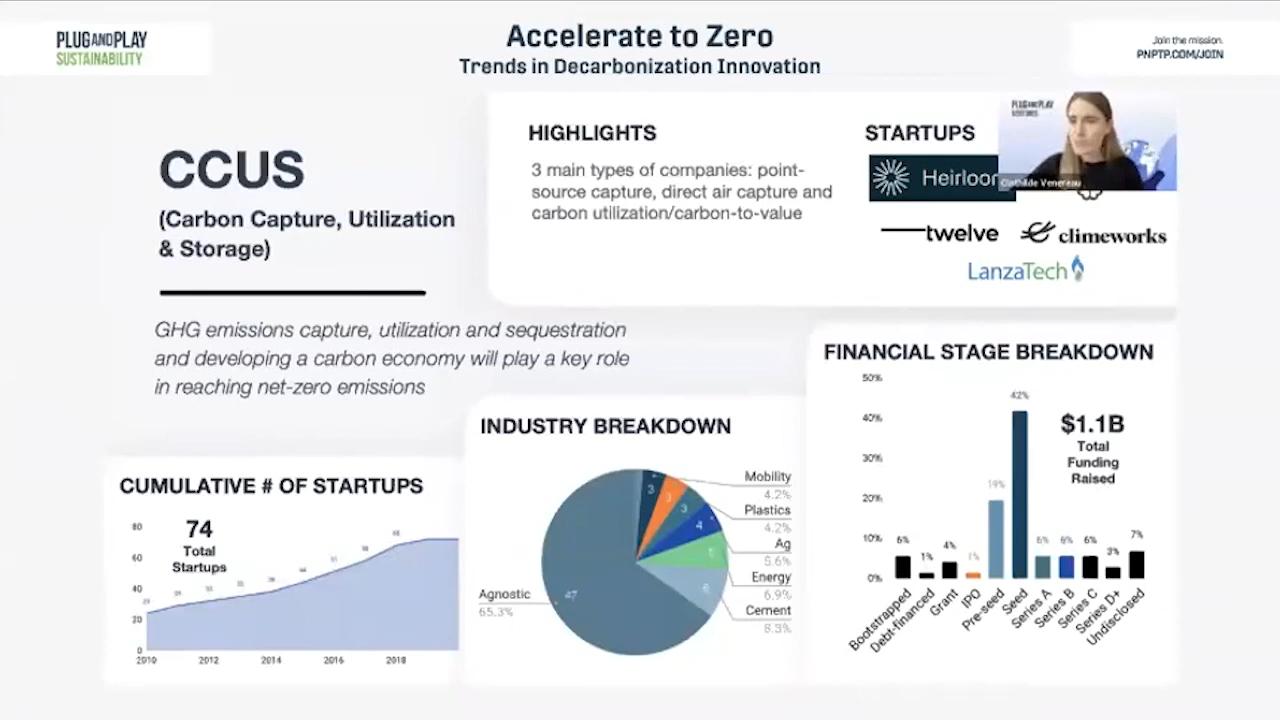 PLUG AND PLAY
SUSTAINABILITY
Accelerate to Zero
Trends in Decarbonization Innovation
Join the mission.
PNPTP.COM/JOIN
CCUS
(Carbon Capture, Utilization
& Storage)
GHG emissions capture, utilization and sequestration
and developing a carbon economy will play a key role
in reaching net-zero emissions
HIGHLIGHTS
3 main types of companies: point-
source capture, direct air capture and
carbon utilization/carbon-to-value
STARTUPS
PLUG AND PLAY
twelve
climeworks
LanzaTech
CUMULATIVE # OF STARTUPS
74
Total
Startups
80
60
40
20
0
2010
2012
2014
2016
2018
INDUSTRY BREAKDOWN
Mobility
4.2%
Plastics
4.2%
Ag
5.6%
Energy
6.9%
Cement
8.3%
Agnostic
65.3%
47
3
3
3
4
5
6
FINANCIAL STAGE BREAKDOWN
$1.1B
Total
Funding
Raised
50%
40%
30%
20%
10%
0%
6%
1%
4%
1%
19%
42%
6%
6%
6%
3%
7%
Bootstrapped
Debt-financed
Grant
IPO
Pre-seed
Seed
Series A
Series B
Series C
Series D+
Undisclosed